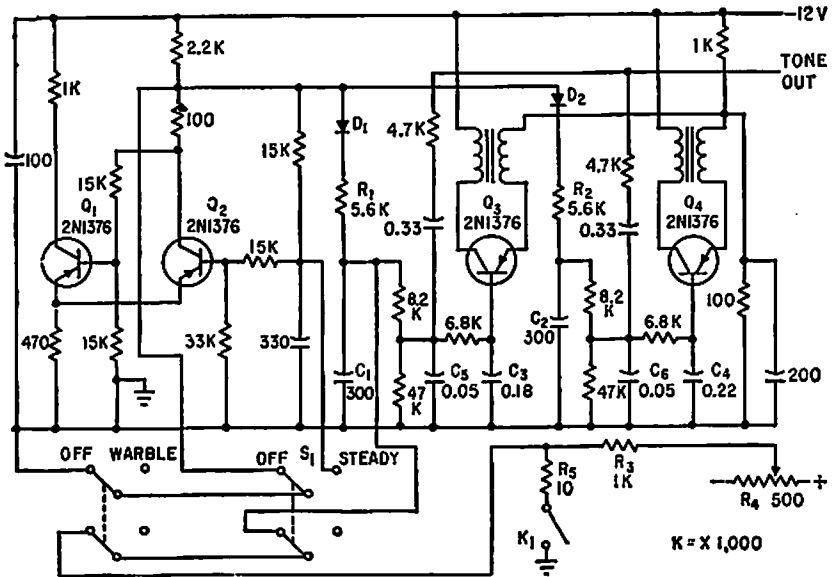 -12V
2.2K
1K
TONE
OUT
1K
100
D1
D2
15K
4.7K
4.7K
100
15K
R1
5.6K
Q3
2N1376
R2
5.6K
Q4
2N1376
Q1
2N1376
Q2
2N1376
0.33
0.33
15K
8.2
K
6.8K
C2
300
8.2
K
6.8K
100
470
15K
33K
330
C1
300
47
K
C5
0.05
C3
0.18
47K
C6
0.05
C4
0.22
200
OFF WARBLE
OFF S1 STEADY
R5
10
R3
1K
R4 500 +
K1
K = X 1,000